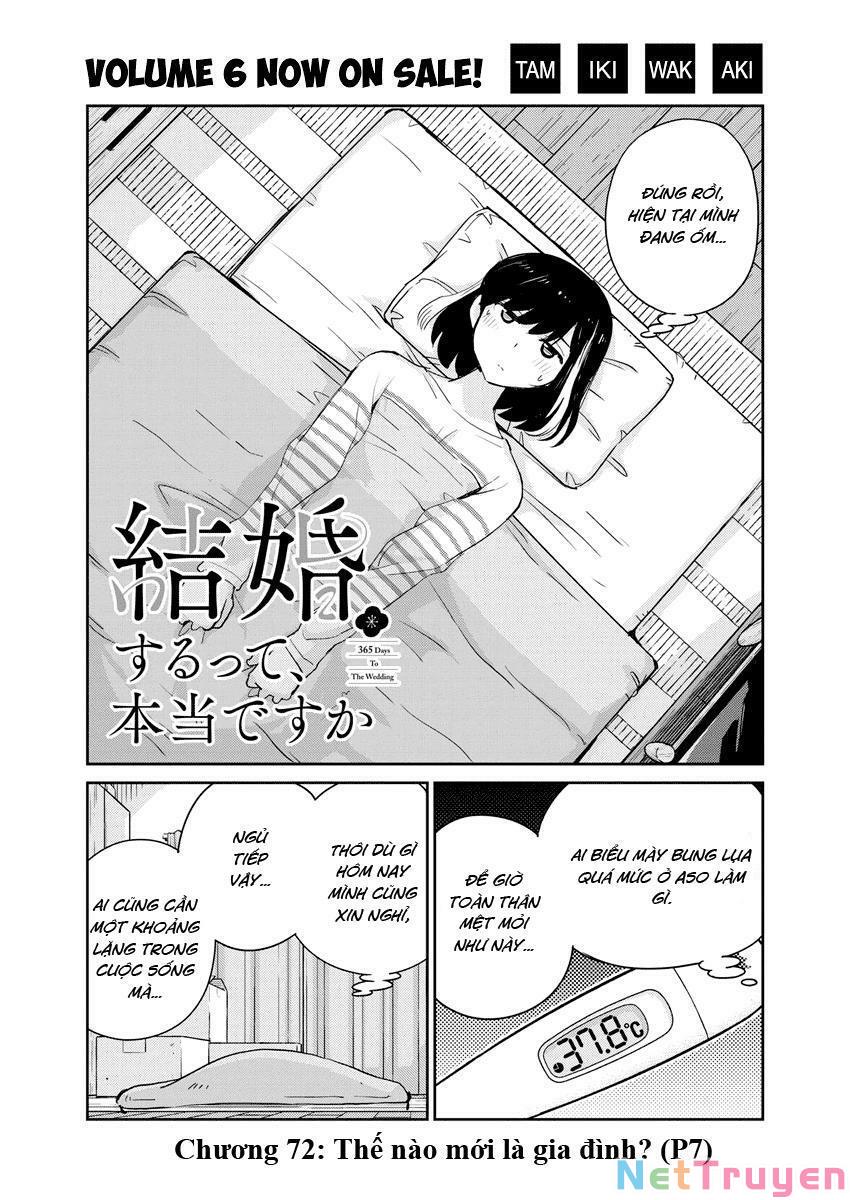 VOLUME 6 NOW ON SALE!
TAM IKI WAK AKI
ĐÚNG RỒI,
HIỆN TẠI MÌNH
ĐANG ỐM...
結婚
するって、
本当ですか
365 Days
To
The Wedding
AI BIỂU MÀY BUNG LỤA
QUÁ MỨC Ở ASO LÀM
GÌ.
ĐỂ GIỜ
TOÀN THÂN
MỆT MỎI
NHƯ NÀY...
37.8°C
THÔI DÙ GÌ
HÔM NAY
MÌNH CŨNG
XIN NGHỈ,
NGỦ
TIẾP
VẬY...
AI CŨNG CẦN
MỘT KHOẢNG
LẶNG TRONG
CUỘC SỐNG
MÀ...
Chương 72: Thế nào mới là gia đình? (P7)
NetTruyen